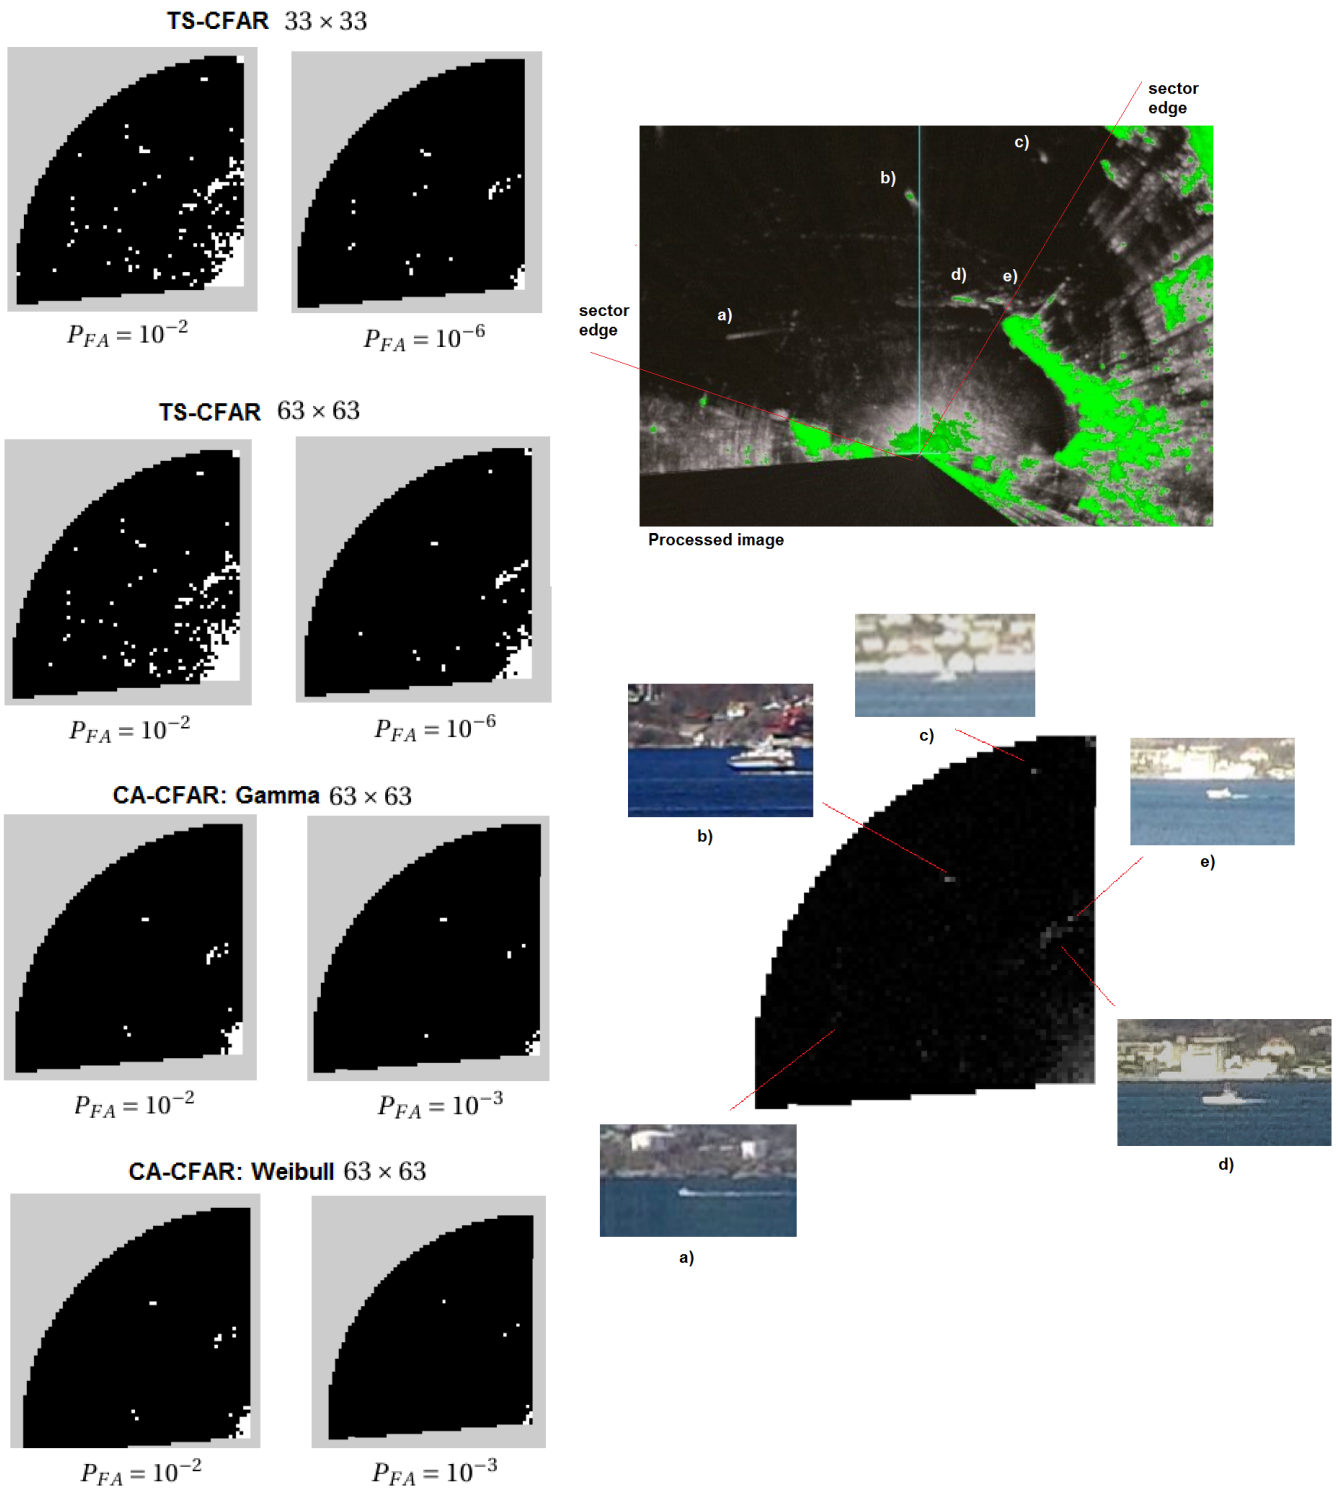 TS-CFAR 33 × 33
P_FA = 10^-2
P_FA = 10^-6
TS-CFAR 63 × 63
P_FA = 10^-2
P_FA = 10^-6
CA-CFAR: Gamma 63 × 63
P_FA = 10^-2
P_FA = 10^-3
CA-CFAR: Weibull 63 × 63
P_FA = 10^-2
P_FA = 10^-3
sector
edge
c)
b)
d)
e)
a)
sector
edge
Processed image
c)
b)
e)
d)
a)